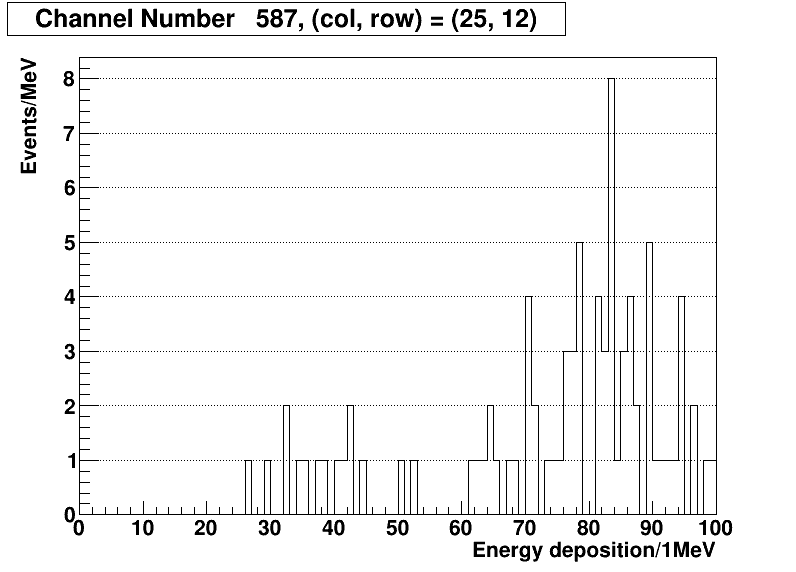 Channel Number 587, (col, row) = (25, 12)
Events/MeV
8
7
6
5
4
3
2
1
0
0 10 20 30 40 50 60 70 80 90 100
Energy deposition/1MeV